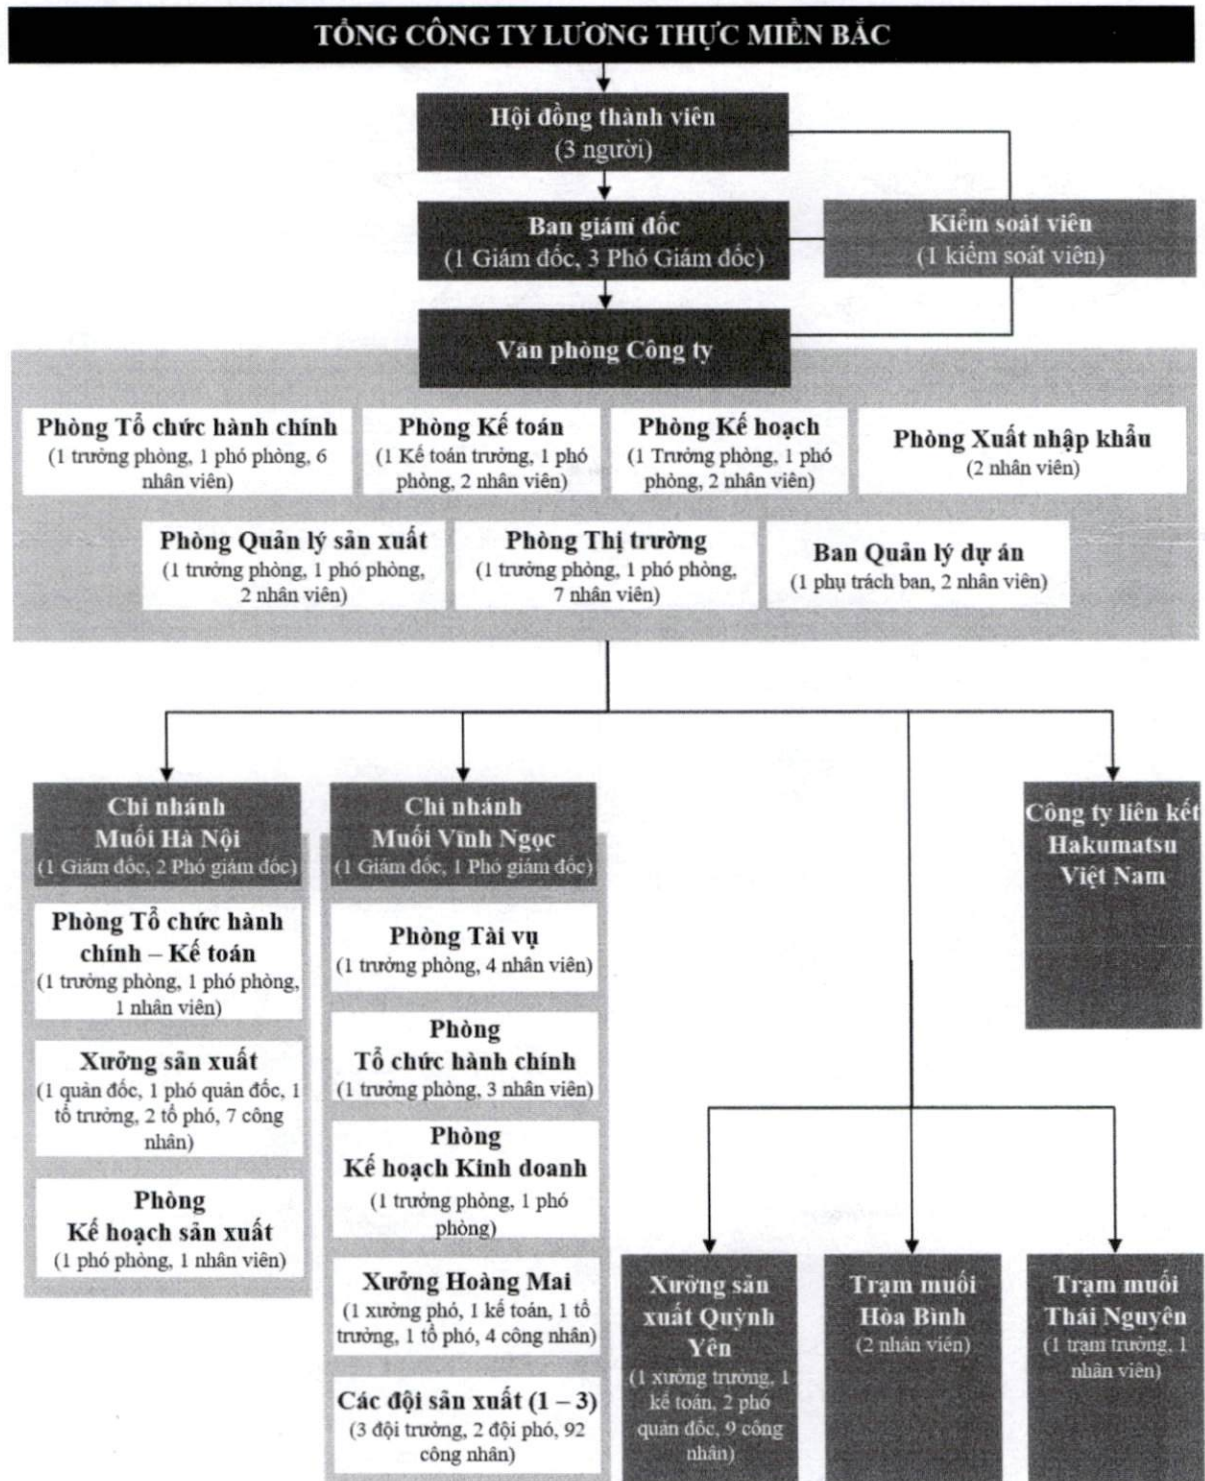 TỔNG CÔNG TY LƯƠNG THỰC MIỀN BẮC
Hội đồng thành viên
(3 người)
Ban giám đốc
(1 Giám đốc, 3 Phó Giám đốc)
Kiểm soát viên
(1 kiểm soát viên)
Văn phòng Công ty
Phòng Tổ chức hành chính
(1 trưởng phòng, 1 phó phòng, 6
nhân viên)
Phòng Kế toán
(1 Kế toán trưởng, 1 phó
phòng, 2 nhân viên)
Phòng Kế hoạch
(1 Trưởng phòng, 1 phó
phòng, 2 nhân viên)
Phòng Xuất nhập khẩu
(2 nhân viên)
Phòng Quản lý sản xuất
(1 trưởng phòng, 1 phó phòng,
2 nhân viên)
Phòng Thị trường
(1 trưởng phòng, 1 phó phòng,
7 nhân viên)
Ban Quản lý dự án
(1 phụ trách ban, 2 nhân viên)
Chi nhánh
Muối Hà Nội
(1 Giám đốc, 2 Phó giám đốc)
Phòng Tổ chức hành
chính – Kế toán
(1 trưởng phòng, 1 phó phòng,
1 nhân viên)
Xưởng sản xuất
(1 quản đốc, 1 phó quản đốc, 1
tổ trưởng, 2 tổ phó, 7 công
nhân)
Phòng
Kế hoạch sản xuất
(1 phó phòng, 1 nhân viên)
Chi nhánh
Muối Vĩnh Ngọc
(1 Giám đốc, 1 Phó giám đốc)
Phòng Tài vụ
(1 trưởng phòng, 4 nhân viên)
Phòng
Tổ chức hành chính
(1 trưởng phòng, 3 nhân viên)
Phòng
Kế hoạch Kinh doanh
(1 trưởng phòng, 1 phó
phòng)
Xưởng Hoàng Mai
(1 xưởng phó, 1 kế toán, 1 tổ
trưởng, 1 tổ phó, 4 công nhân)
Các đội sản xuất (1 – 3)
(3 đội trưởng, 2 đội phó, 92
công nhân)
Công ty liên kết
Hakumatsu
Việt Nam
Xưởng sản
xuất Quỳnh
Yên
(1 xưởng trưởng, 1
kế toán, 2 phó
quản đốc, 9 công
nhân)
Trạm muối
Hòa Bình
(2 nhân viên)
Trạm muối
Thái Nguyên
(1 trạm trưởng, 1
nhân viên)